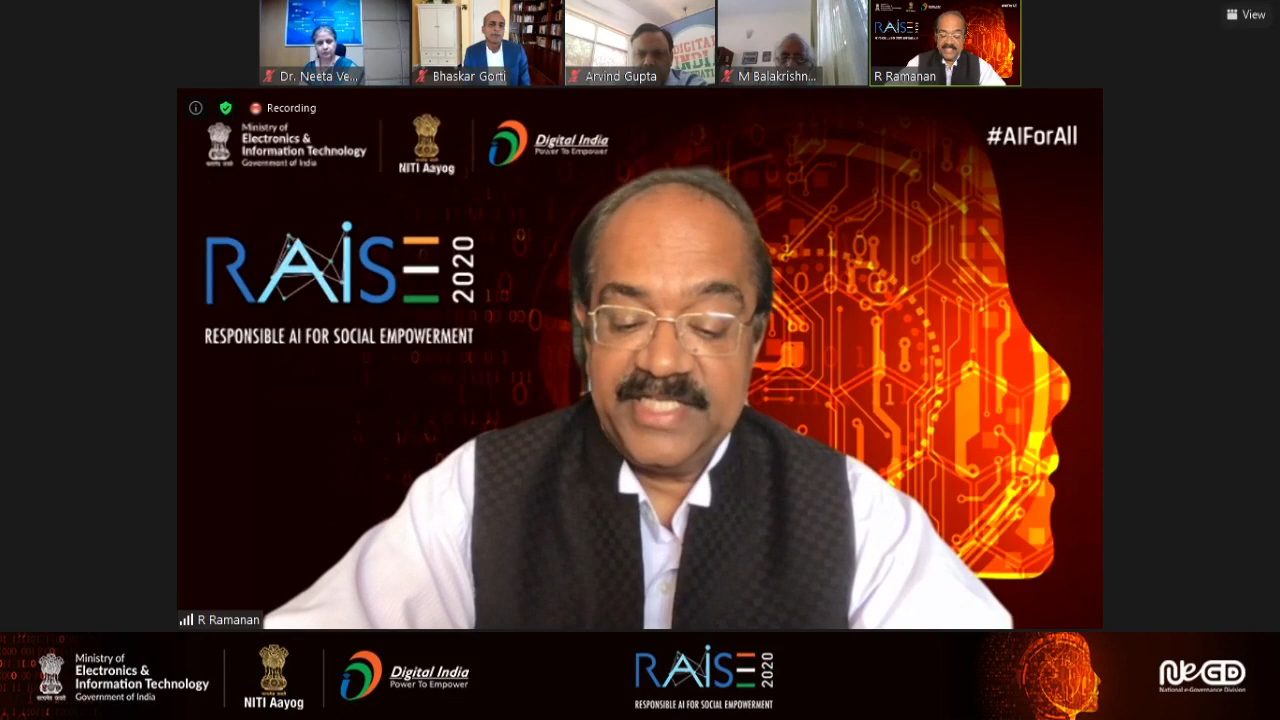 View
Dr. Neeta Ve...
Bhaskar Gorti
Arvind Gupta
M Balakrishn...
R Ramanan
Recording
Ministry of
Electronics &
Information Technology
Government of India
NITI Aayog
Digital India
Power To Empower
#AIForAll
RAiSE 2020
RESPONSIBLE AI FOR SOCIAL EMPOWERMENT
R Ramanan
Ministry of
Electronics &
Information Technology
Government of India
NITI Aayog
Digital India
Power To Empower
RAiSE 2020
RESPONSIBLE AI FOR SOCIAL EMPOWERMENT
NeGD
National e-Governance Division